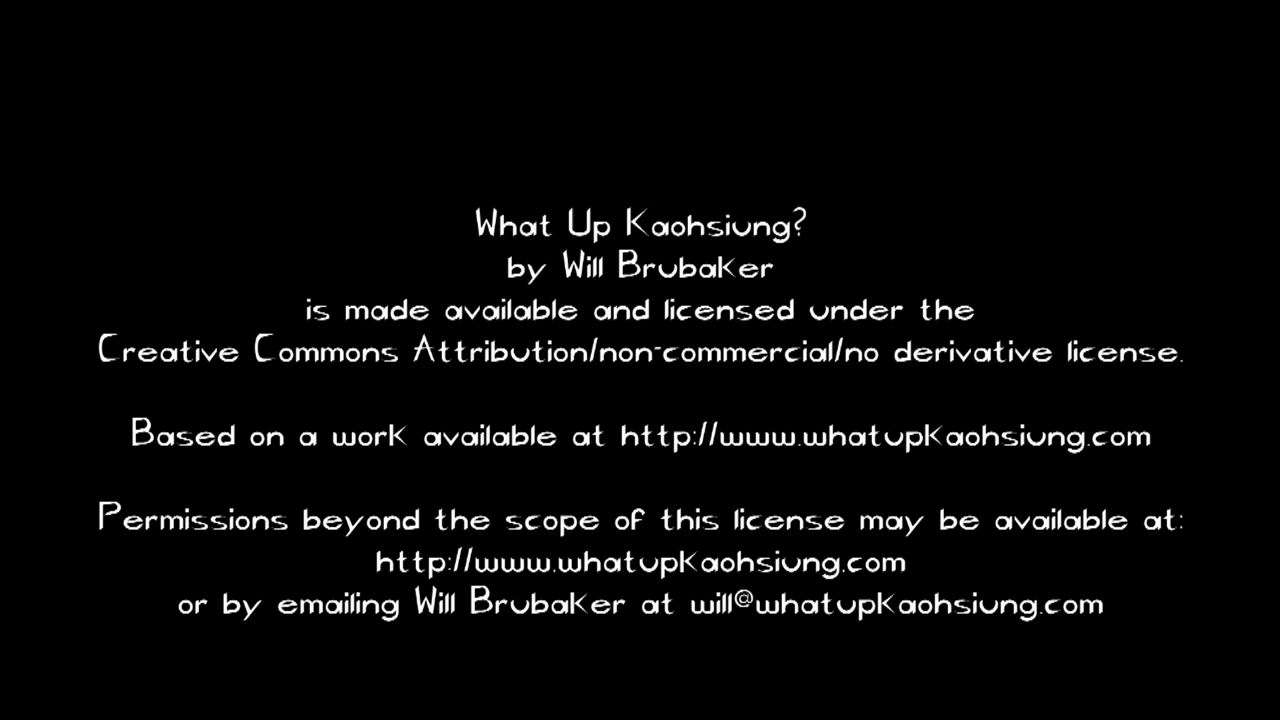 What Up Kaohsiung?
by Will Brubaker
is made available and licensed under the
Creative Commons Attribution/non-commercial/no derivative license.
Based on a work available at http://www.whatupkaohsiung.com
Permissions beyond the scope of this license may be available at:
http://www.whatupkaohsiung.com
or by emailing Will Brubaker at will@whatupkaohsiung.com